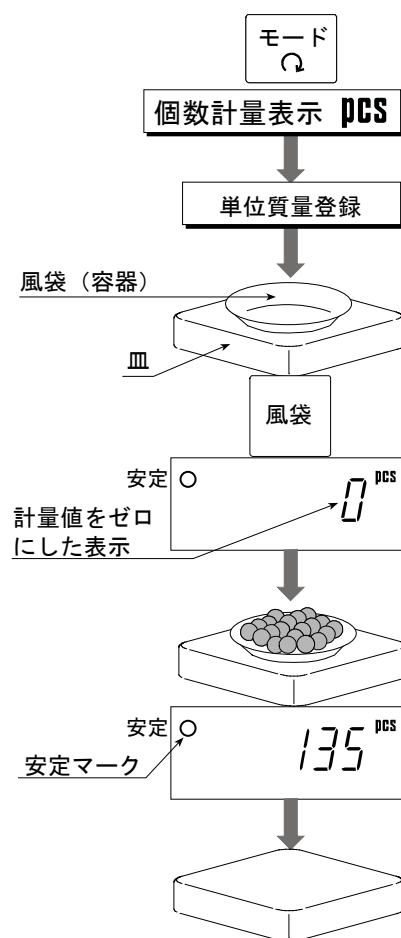 モード
個数計量表示 pcs
単位質量登録
風袋（容器）
皿
風袋
安定
0 pcs
計量値をゼロ
にした表示
安定
135 pcs
安定マーク